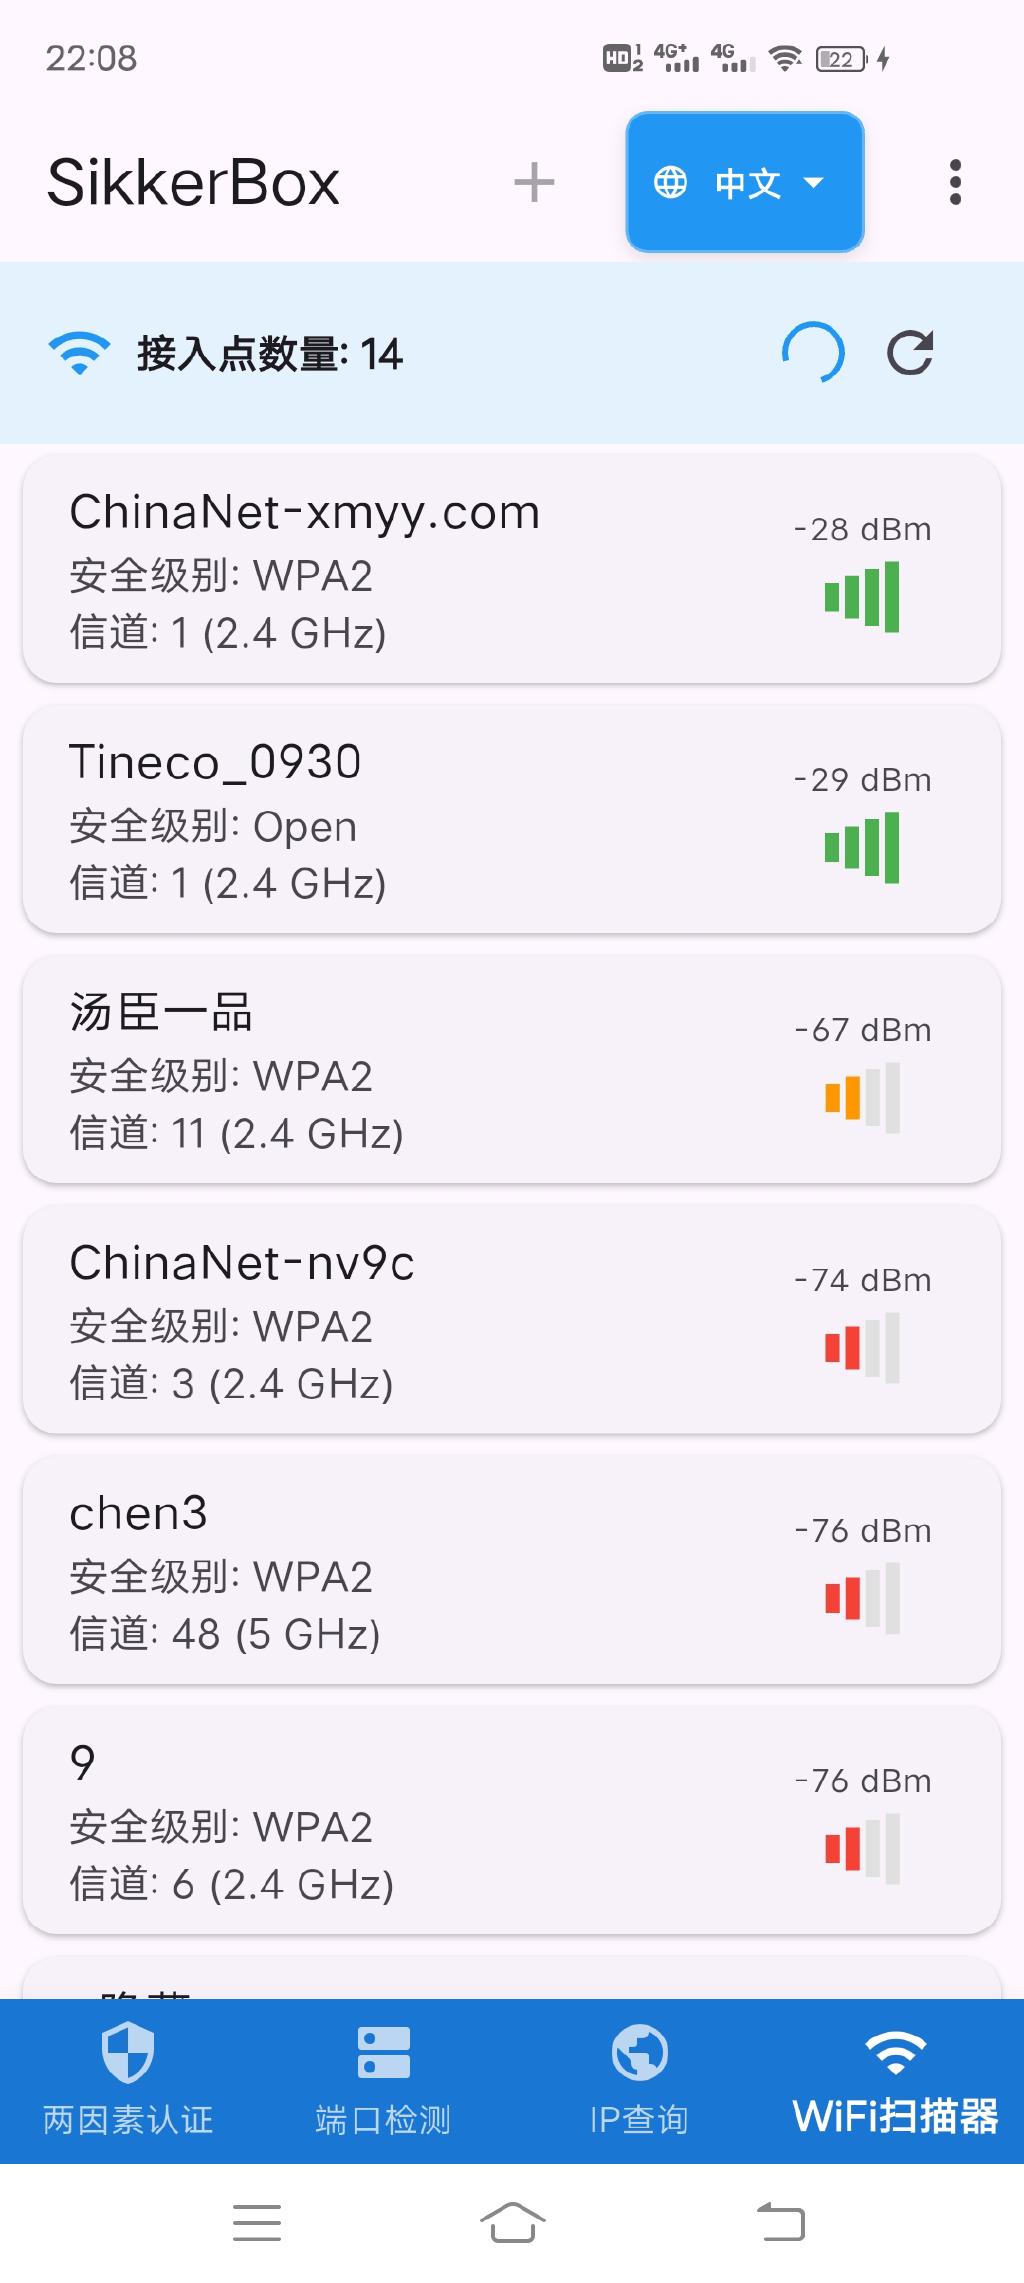 22:08
HD 1 2 4G+ 4G 22
SikkerBox
中文
接入点数量: 14
ChinaNet-xmyy.com
-28 dBm
安全级别: WPA2
信道: 1 (2.4 GHz)
Tineco_0930
-29 dBm
安全级别: Open
信道: 1 (2.4 GHz)
汤臣一品
-67 dBm
安全级别: WPA2
信道: 11 (2.4 GHz)
ChinaNet-nv9c
-74 dBm
安全级别: WPA2
信道: 3 (2.4 GHz)
chen3
-76 dBm
安全级别: WPA2
信道: 48 (5 GHz)
9
-76 dBm
安全级别: WPA2
信道: 6 (2.4 GHz)
两因素认证
端口检测
IP查询
WiFi扫描器